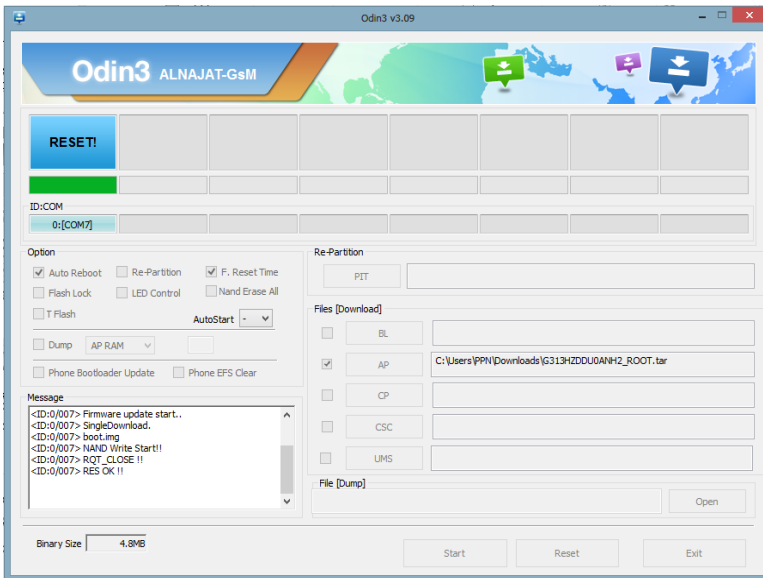 Odin3 v3.09
Odin3 ALNAJAT-GsM
RESET!
ID:COM
0:[COM7]
Option
Auto Reboot
Re-Partition
F. Reset Time
Flash Lock
LED Control
Nand Erase All
T Flash
AutoStart
-
Dump
AP RAM
Phone Bootloader Update
Phone EFS Clear
Message
<ID:0/007> Firmware update start..
<ID:0/007> SingleDownload.
<ID:0/007> boot.img
<ID:0/007> NAND Write Start!!
<ID:0/007> RQT_CLOSE !!
<ID:0/007> RES OK !!
Binary Size
4.8MB
Re-Partition
PIT
Files [Download]
BL
AP
C:\Users\PPN\Downloads\G313HZDDU0ANH2_ROOT.tar
CP
CSC
UMS
File [Dump]
Open
Start
Reset
Exit